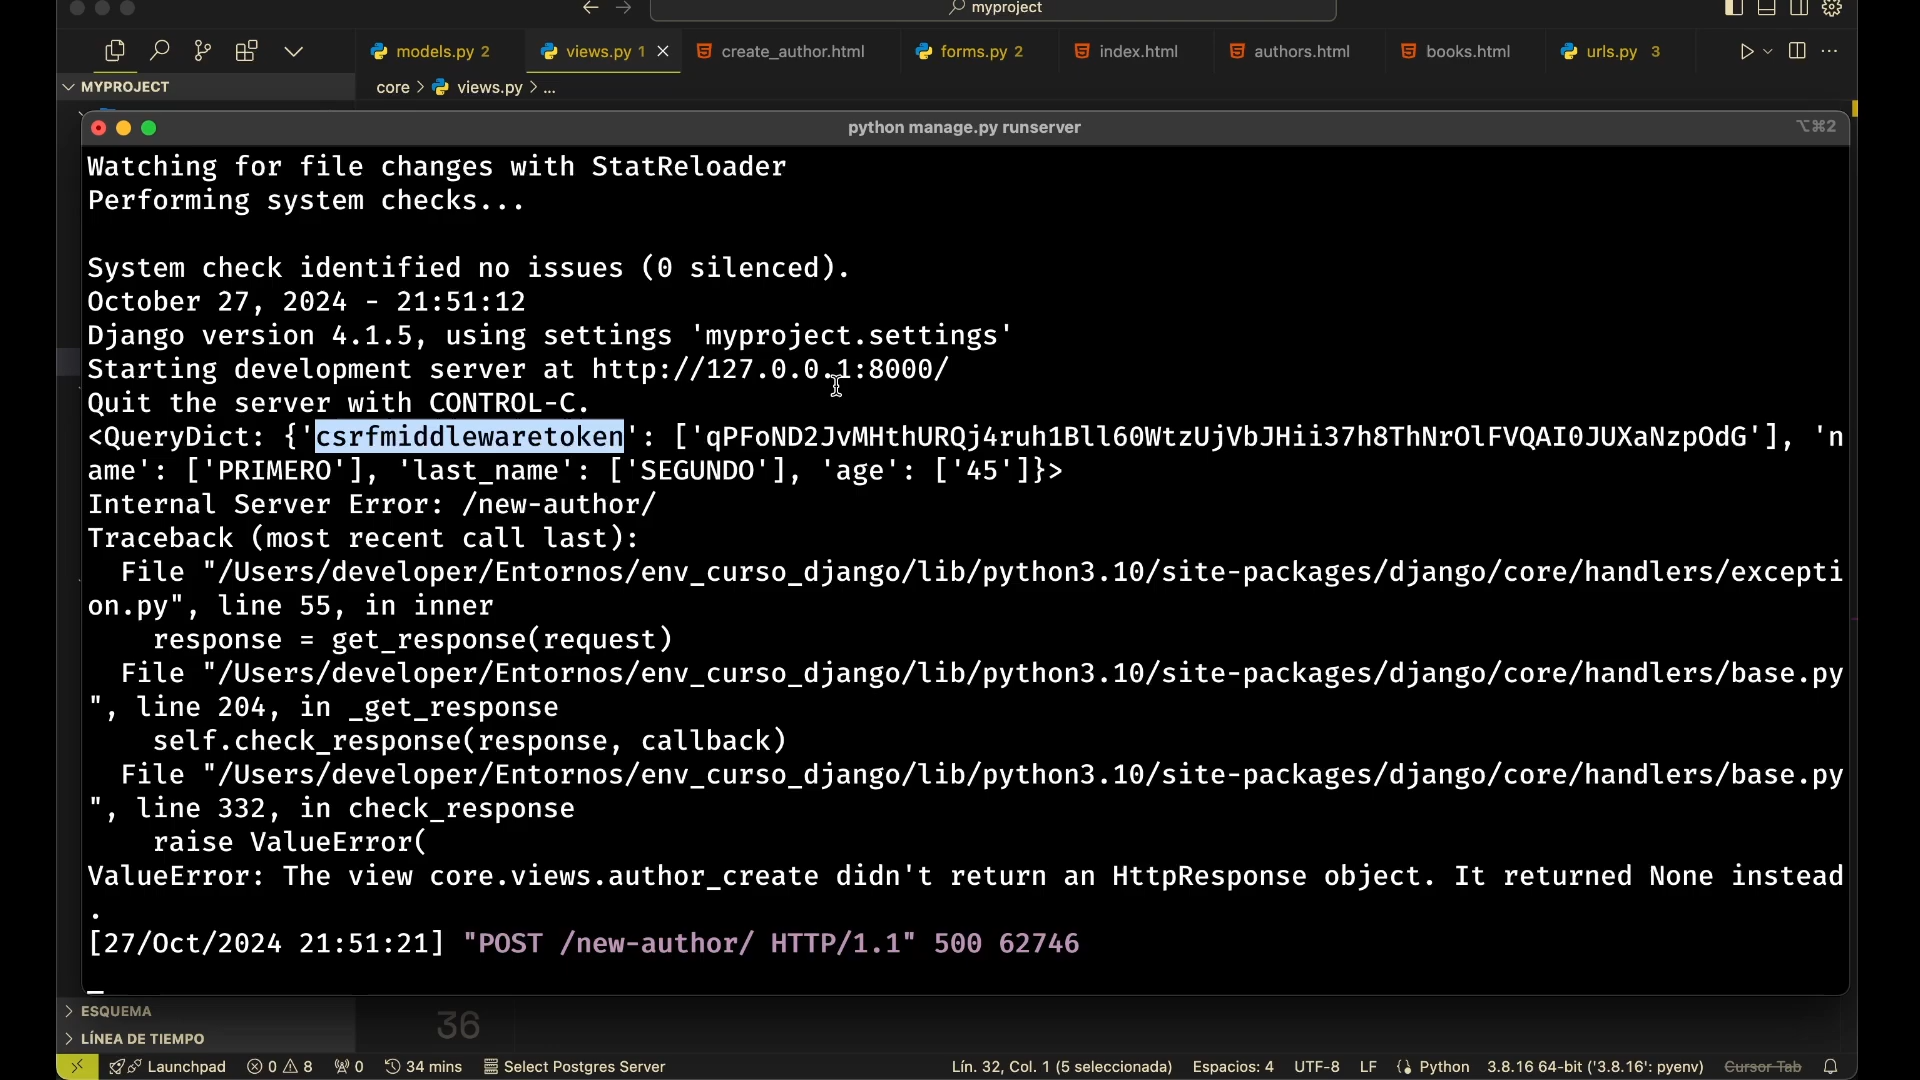 myproject
models.py 2
views.py 1
create_author.html
forms.py 2
index.html
authors.html
books.html
urls.py 3
MYPROJECT
core > views.py > ...
python manage.py runserver
⌥⌘2
Watching for file changes with StatReloader
Performing system checks...
System check identified no issues (0 silenced).
October 27, 2024 - 21:51:12
Django version 4.1.5, using settings 'myproject.settings'
Starting development server at http://127.0.0.1:8000/
Quit the server with CONTROL-C.
<QueryDict: {'csrfmiddlewaretoken': ['qPFoND2JvMHthURQj4ruh1Bll60WtzUjVbJHii37h8ThNrOlFVQAI0JUXaNzpOdG'], 'n
ame': ['PRIMERO'], 'last_name': ['SEGUNDO'], 'age': ['45']}>
Internal Server Error: /new-author/
Traceback (most recent call last):
File "/Users/developer/Entornos/env_curso_django/lib/python3.10/site-packages/django/core/handlers/excepti
on.py", line 55, in inner
response = get_response(request)
File "/Users/developer/Entornos/env_curso_django/lib/python3.10/site-packages/django/core/handlers/base.py
", line 204, in _get_response
self.check_response(response, callback)
File "/Users/developer/Entornos/env_curso_django/lib/python3.10/site-packages/django/core/handlers/base.py
", line 332, in check_response
raise ValueError(
ValueError: The view core.views.author_create didn't return an HttpResponse object. It returned None instead
.
[27/Oct/2024 21:51:21] "POST /new-author/ HTTP/1.1" 500 62746
ESQUEMA
36
LÍNEA DE TIEMPO
Launchpad 0 8 0 34 mins Select Postgres Server Lín. 32, Col. 1 (5 seleccionada) Espacios: 4 UTF-8 LF Python 3.8.16 64-bit ('3.8.16': pyenv) Cursor Tab